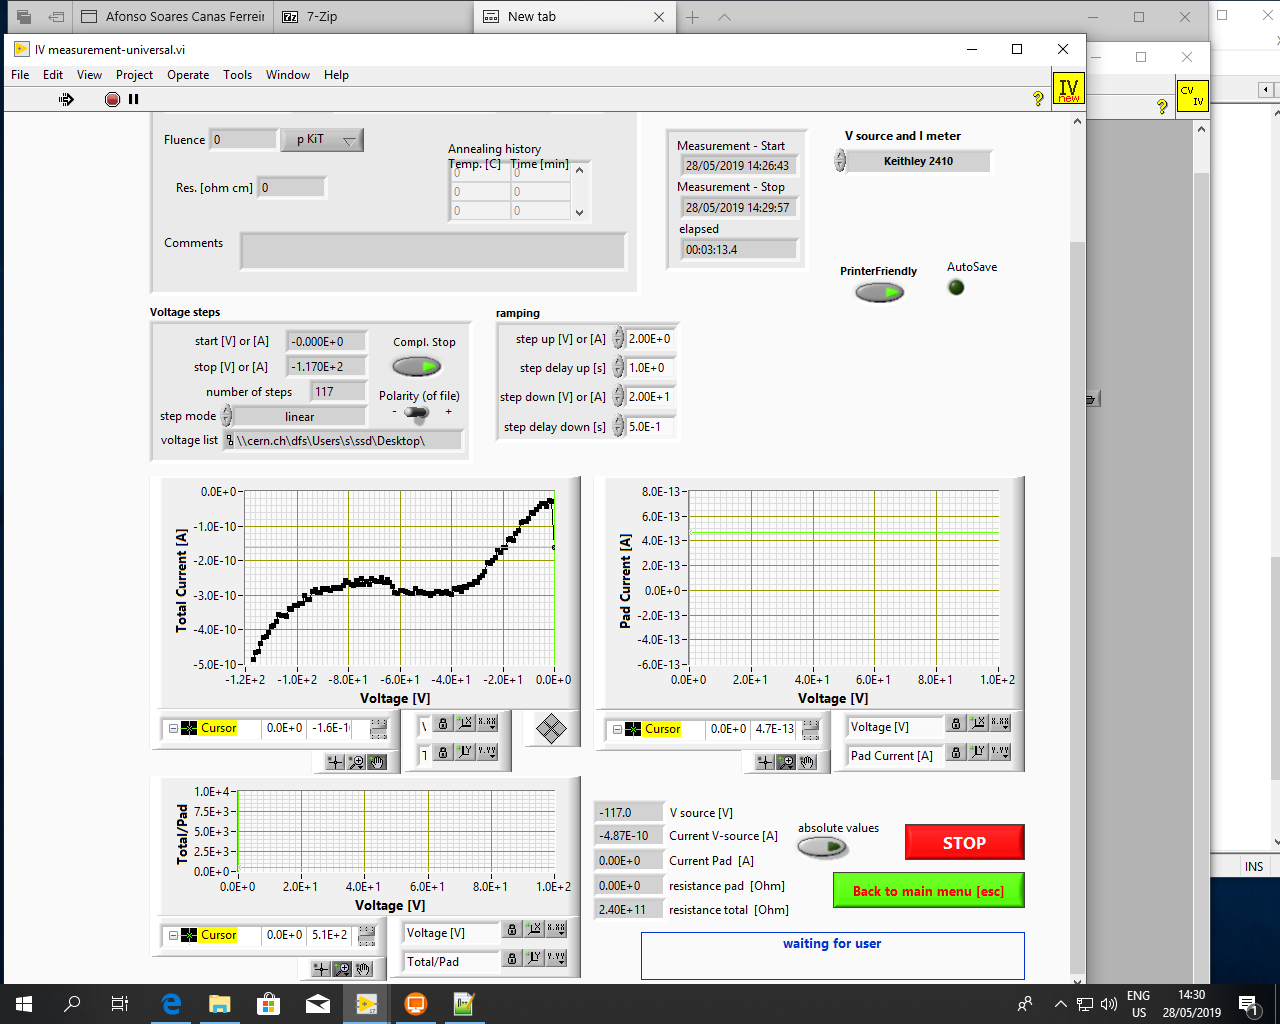 Afonso Soares Canas Ferreir
7-Zip
New tab
IV measurement-universal.vi
File Edit View Project Operate Tools Window Help
IV
new
CV
IV
Fluence 0 p KiT
Res. [ohm cm] 0
Annealing history
Temp. [C] Time [min]
0 0
0 0
0 0
Comments
Measurement - Start
28/05/2019 14:26:43
Measurement - Stop
28/05/2019 14:29:57
elapsed
00:03:13.4
V source and I meter
Keithley 2410
PrinterFriendly
AutoSave
Voltage steps
start [V] or [A] -0.000E+0
stop [V] or [A] -1.170E+2
number of steps 117
step mode linear
voltage list \\cern.ch\dfs\Users\s\ssd\Desktop\
Compl. Stop
Polarity (of file)
- +
ramping
step up [V] or [A] 2.00E+0
step delay up [s] 1.0E+0
step down [V] or [A] 2.00E+1
step delay down [s] 5.0E-1
Total Current [A]
0.0E+0
-1.0E-10
-2.0E-10
-3.0E-10
-4.0E-10
-5.0E-10
-1.2E+2 -1.0E+2 -8.0E+1 -6.0E+1 -4.0E+1 -2.0E+1 0.0E+0
Voltage [V]
Cursor 0.0E+0 -1.6E-1
Pad Current [A]
8.0E-13
6.0E-13
4.0E-13
2.0E-13
0.0E+0
-2.0E-13
-4.0E-13
-6.0E-13
0.0E+0 2.0E+1 4.0E+1 6.0E+1 8.0E+1 1.0E+2
Voltage [V]
Cursor 0.0E+0 4.7E-13
Voltage [V]
Pad Current [A]
Total/Pad
1.0E+4
7.5E+3
5.0E+3
2.5E+3
0.0E+0
0.0E+0 2.0E+1 4.0E+1 6.0E+1 8.0E+1 1.0E+2
Voltage [V]
Cursor 0.0E+0 5.1E+2
Voltage [V]
Total/Pad
-117.0 V source [V]
-4.87E-10 Current V-source [A]
0.00E+0 Current Pad [A]
0.00E+0 resistance pad [Ohm]
2.40E+11 resistance total [Ohm]
absolute values
STOP
Back to main menu [esc]
waiting for user
INS
ENG
US
14:30
28/05/2019
1